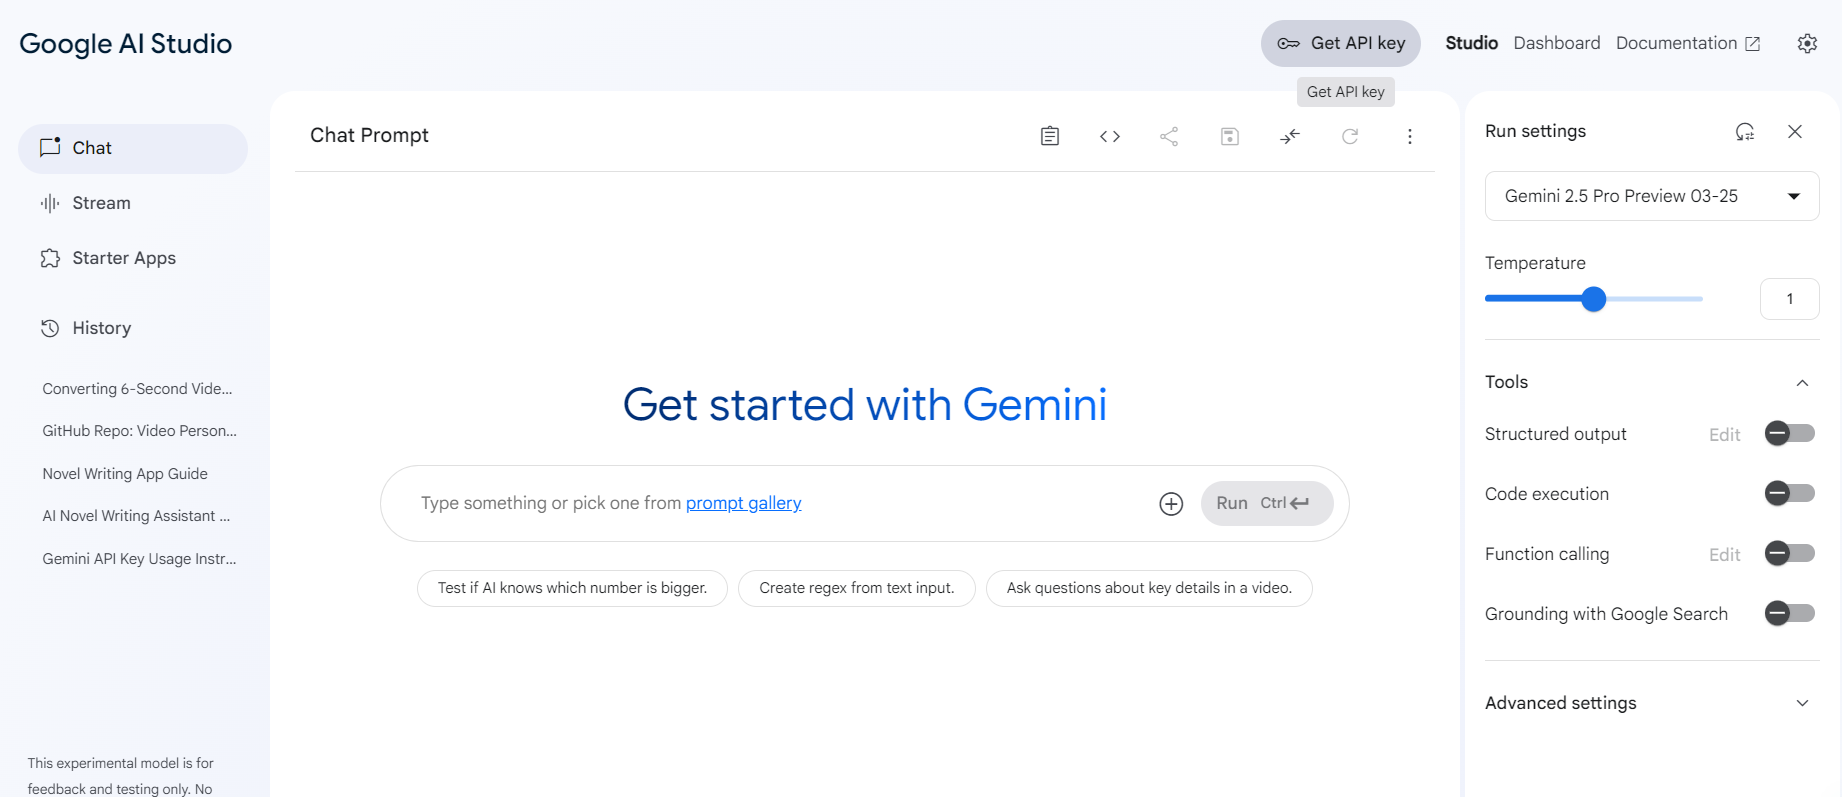 Google AI Studio
Get API key
Studio
Dashboard
Documentation
Get API key
Chat
Stream
Starter Apps
History
Converting 6-Second Vide...
GitHub Repo: Video Person...
Novel Writing App Guide
AI Novel Writing Assistant ...
Gemini API Key Usage Instr...
This experimental model is for
feedback and testing only. No
Chat Prompt
Get started with Gemini
Type something or pick one from prompt gallery
Run Ctrl
Test if AI knows which number is bigger.
Create regex from text input.
Ask questions about key details in a video.
Run settings
Gemini 2.5 Pro Preview 03-25
Temperature
1
Tools
Structured output Edit
Code execution
Function calling Edit
Grounding with Google Search
Advanced settings